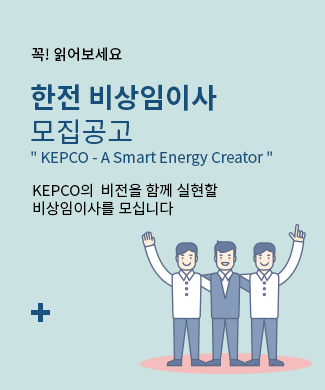 꼭! 읽어보세요
한전 비상임이사
모집공고
" KEPCO - A Smart Energy Creator "
KEPCO의 비전을 함께 실현할
비상임이사를 모십니다